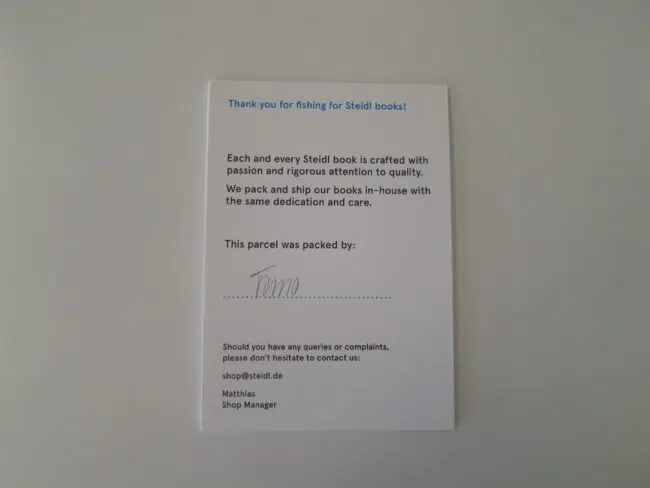 Thank you for fishing for Steidl books!
Each and every Steidl book is crafted with
passion and rigorous attention to quality.
We pack and ship our books in-house with
the same dedication and care.
This parcel was packed by:
Should you have any queries or complaints,
please don't hesitate to contact us:
shop@steidl.de
Matthias
Shop Manager